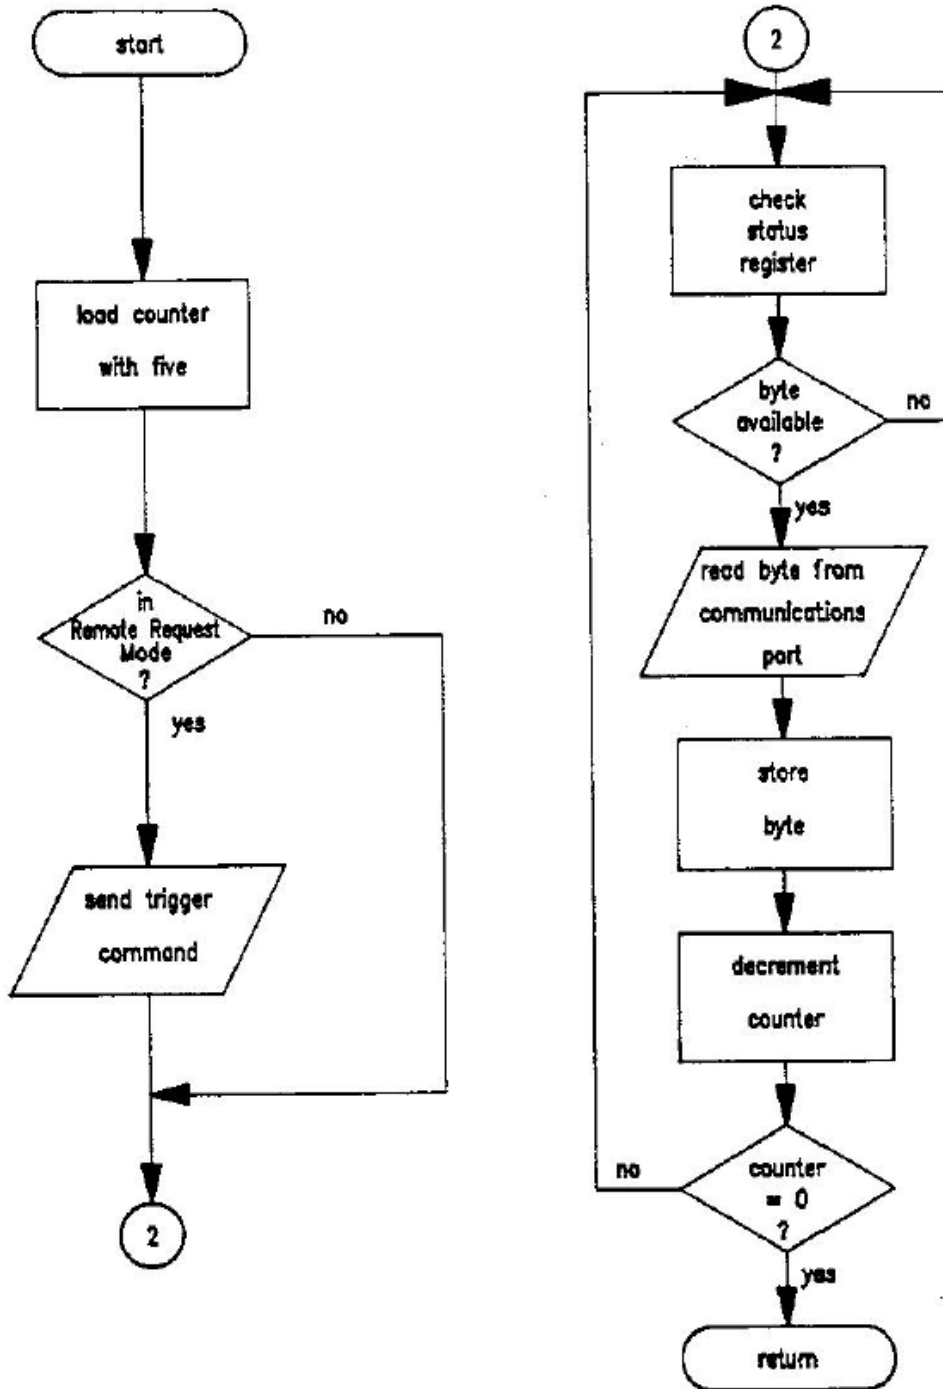 start
load counter
with five
in
Remote Request
Mode
?
no
yes
send trigger
command
2
2
check
status
register
byte
available
?
no
yes
read byte from
communications
part
store
byte
decrement
counter
counter
= 0
?
no
yes
return